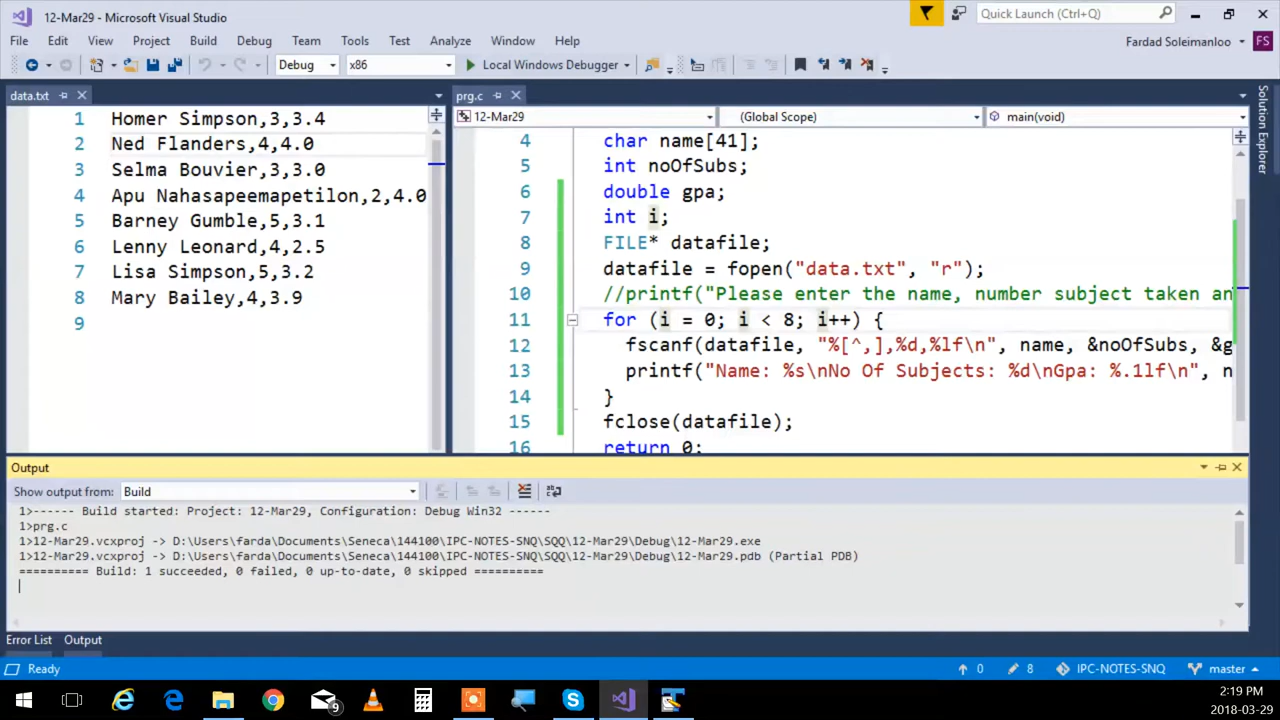 12-Mar29 - Microsoft Visual Studio
Quick Launch (Ctrl+Q)
File Edit View Project Build Debug Team Tools Test Analyze Window Help
Fardad Soleimanloo FS
Debug x86 Local Windows Debugger
data.txt
1 Homer Simpson,3,3.4
2 Ned Flanders,4,4.0
3 Selma Bouvier,3,3.0
4 Apu Nahasapeemapetilon,2,4.0
5 Barney Gumble,5,3.1
6 Lenny Leonard,4,2.5
7 Lisa Simpson,5,3.2
8 Mary Bailey,4,3.9
9
prg.c
12-Mar29 (Global Scope) main(void)
4 char name[41];
5 int noOfSubs;
6 double gpa;
7 int i;
8 FILE* datafile;
9 datafile = fopen("data.txt", "r");
10 //printf("Please enter the name, number subject taken an
11 for (i = 0; i < 8; i++) {
12 fscanf(datafile, "%[^,],%d,%lf\n", name, &noOfSubs, &g
13 printf("Name: %s\nNo Of Subjects: %d\nGpa: %.1lf\n", n
14 }
15 fclose(datafile);
16 return 0;
Solution Explorer
Output
Show output from: Build
1>------ Build started: Project: 12-Mar29, Configuration: Debug Win32 ------
1>prg.c
1>12-Mar29.vcxproj -> D:\Users\farda\Documents\Seneca\144100\IPC-NOTES-SNQ\SQQ\12-Mar29\Debug\12-Mar29.exe
1>12-Mar29.vcxproj -> D:\Users\farda\Documents\Seneca\144100\IPC-NOTES-SNQ\SQQ\12-Mar29\Debug\12-Mar29.pdb (Partial PDB)
========== Build: 1 succeeded, 0 failed, 0 up-to-date, 0 skipped ==========
Error List Output
Ready 0 8 IPC-NOTES-SNQ master
9
2:19 PM
2018-03-29